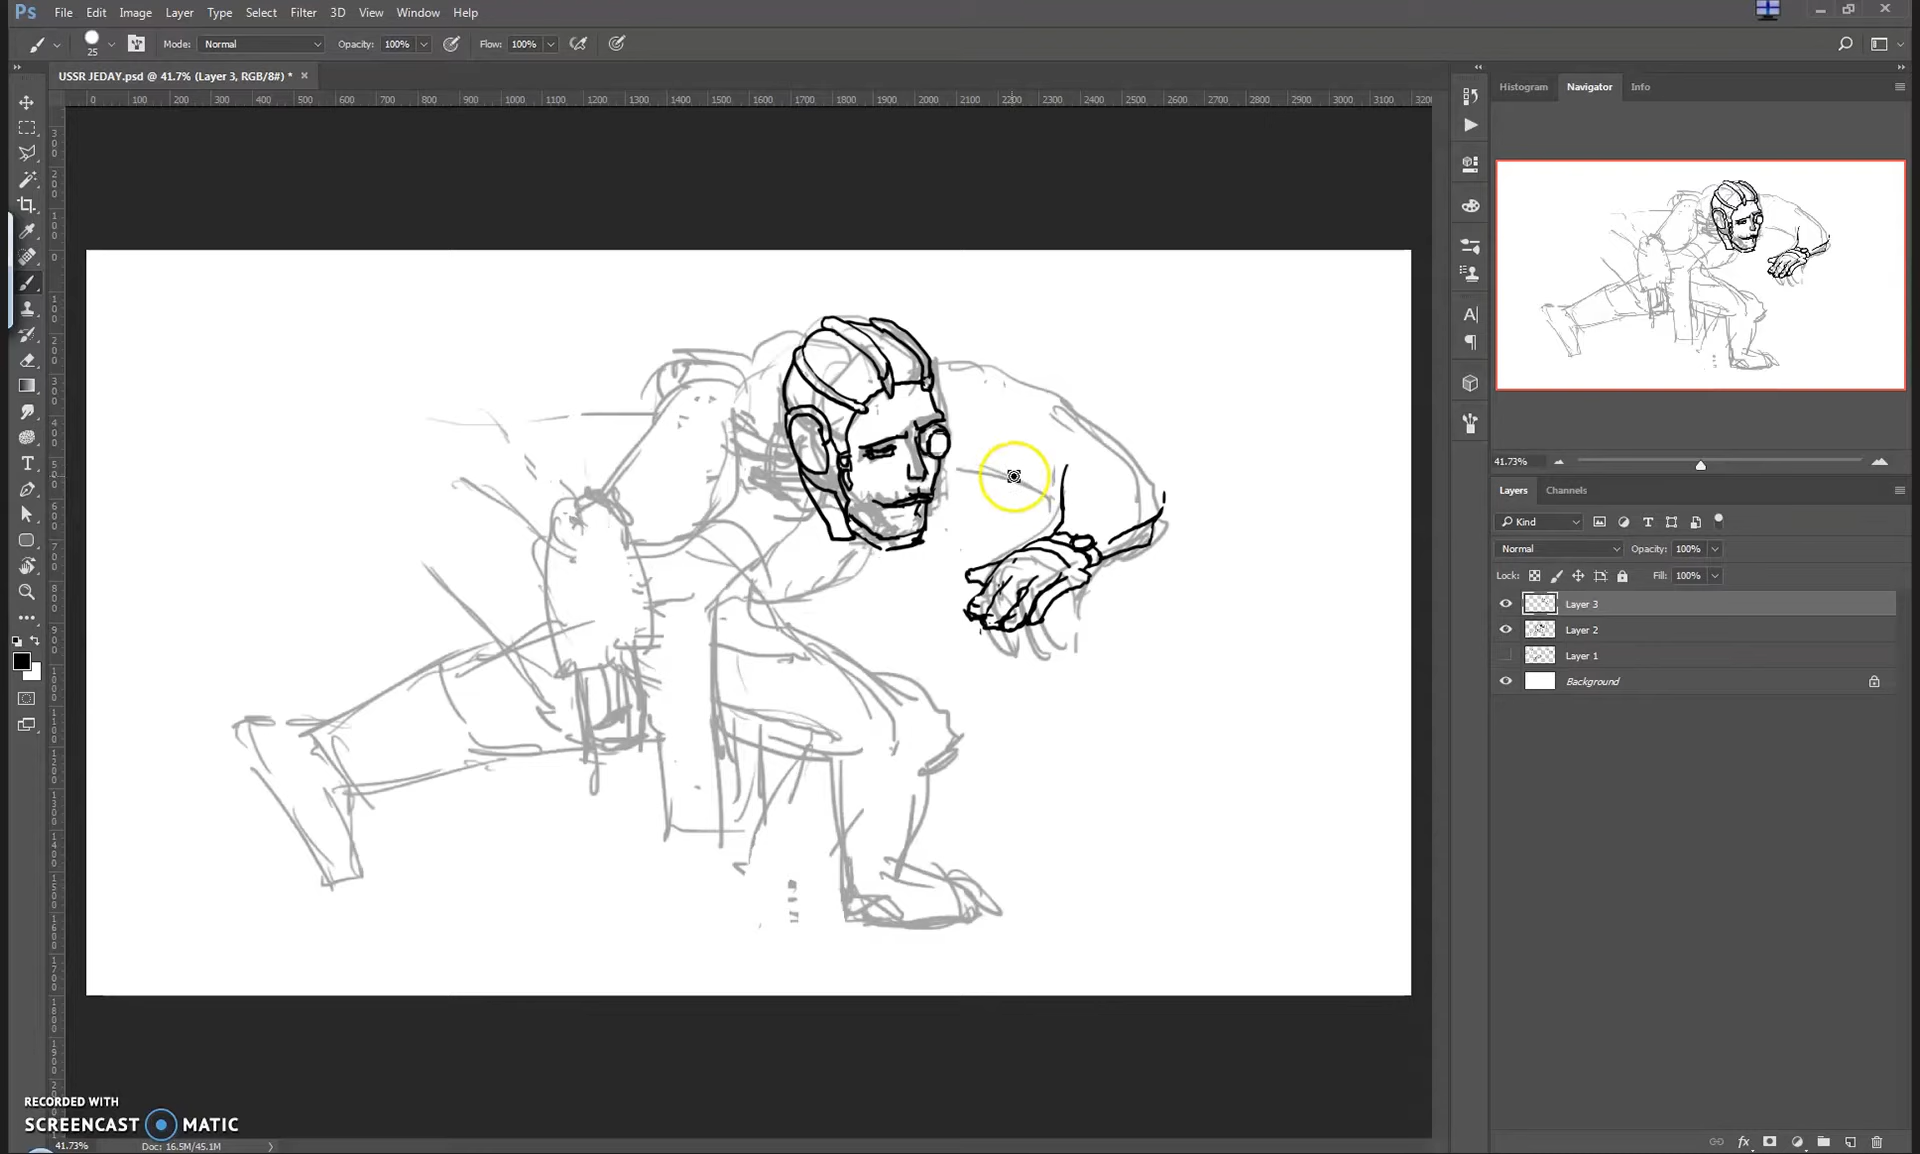 Ps File Edit Image Layer Type Select Filter 3D View Window Help
25 Mode: Normal Opacity: 100% Flow: 100%
USSR JEDAY.psd @ 41.7% (Layer 3, RGB/8#) * ×
0 100 200 300 400 500 600 700 800 900 1000 1100 1200 1300 1400 1500 1600 1700 1800 1900 2000 2100 2200 2300 2400 2500 2600 2700 2800 2900 3000 3100 3200
Histogram Navigator Info
41.73%
Layers Channels
Kind
Normal Opacity: 100%
Lock: Fill: 100%
Layer 3
Layer 2
Layer 1
Background
RECORDED WITH
SCREENCAST MATIC
41.73% Doc: 16.5M/45.1M